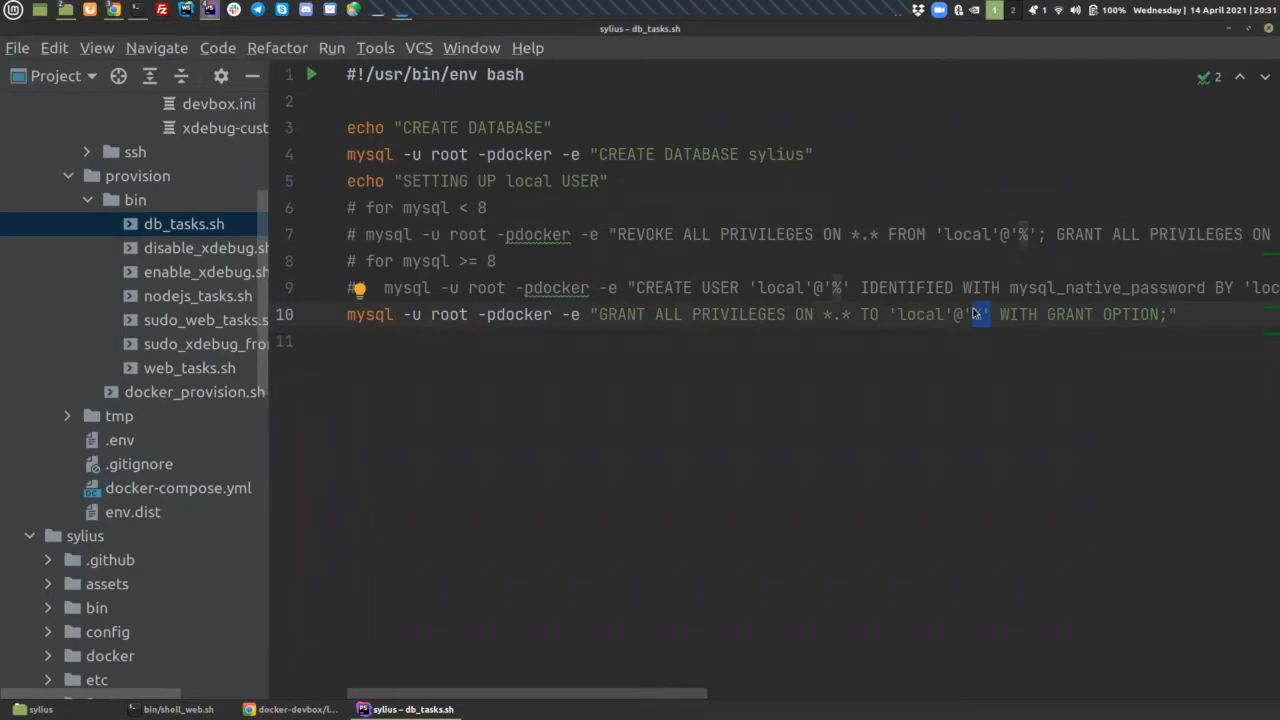 100% Wednesday | 14 April 2021 20:31
sylius – db_tasks.sh
File Edit View Navigate Code Refactor Run Tools VCS Window Help
Project
devbox.ini
xdebug-cust
ssh
provision
bin
db_tasks.sh
disable_xdebug.sh
enable_xdebug.sh
nodejs_tasks.sh
sudo_web_tasks.s
sudo_xdebug_fro
web_tasks.sh
docker_provision.sh
tmp
.env
.gitignore
docker-compose.yml
env.dist
sylius
.github
assets
bin
config
docker
etc
2
1 #!/usr/bin/env bash
2
3 echo "CREATE DATABASE"
4 mysql -u root -pdocker -e "CREATE DATABASE sylius"
5 echo "SETTING UP local USER"
6 # for mysql < 8
7 # mysql -u root -pdocker -e "REVOKE ALL PRIVILEGES ON *.* FROM 'local'@'%'; GRANT ALL PRIVILEGES ON
8 # for mysql >= 8
9 # mysql -u root -pdocker -e "CREATE USER 'local'@'%' IDENTIFIED WITH mysql_native_password BY 'loc
10 mysql -u root -pdocker -e "GRANT ALL PRIVILEGES ON *.* TO 'local'@'%' WITH GRANT OPTION;"
11
sylius bin/shell_web.sh docker-devbox/l... sylius – db_tasks.sh